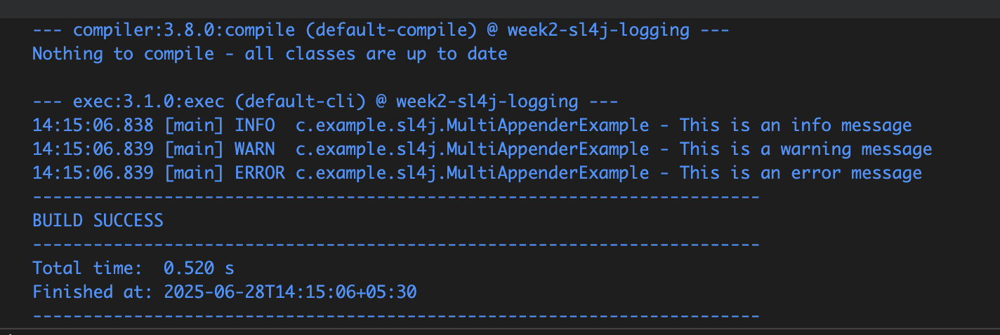 --- compiler:3.8.0:compile (default-compile) @ week2-sl4j-logging ---
Nothing to compile - all classes are up to date

--- exec:3.1.0:exec (default-cli) @ week2-sl4j-logging ---
14:15:06.838 [main] INFO  c.example.sl4j.MultiAppenderExample - This is an info message
14:15:06.839 [main] WARN  c.example.sl4j.MultiAppenderExample - This is a warning message
14:15:06.839 [main] ERROR c.example.sl4j.MultiAppenderExample - This is an error message
------------------------------------------------------------------------
BUILD SUCCESS
------------------------------------------------------------------------
Total time:  0.520 s
Finished at: 2025-06-28T14:15:06+05:30
------------------------------------------------------------------------